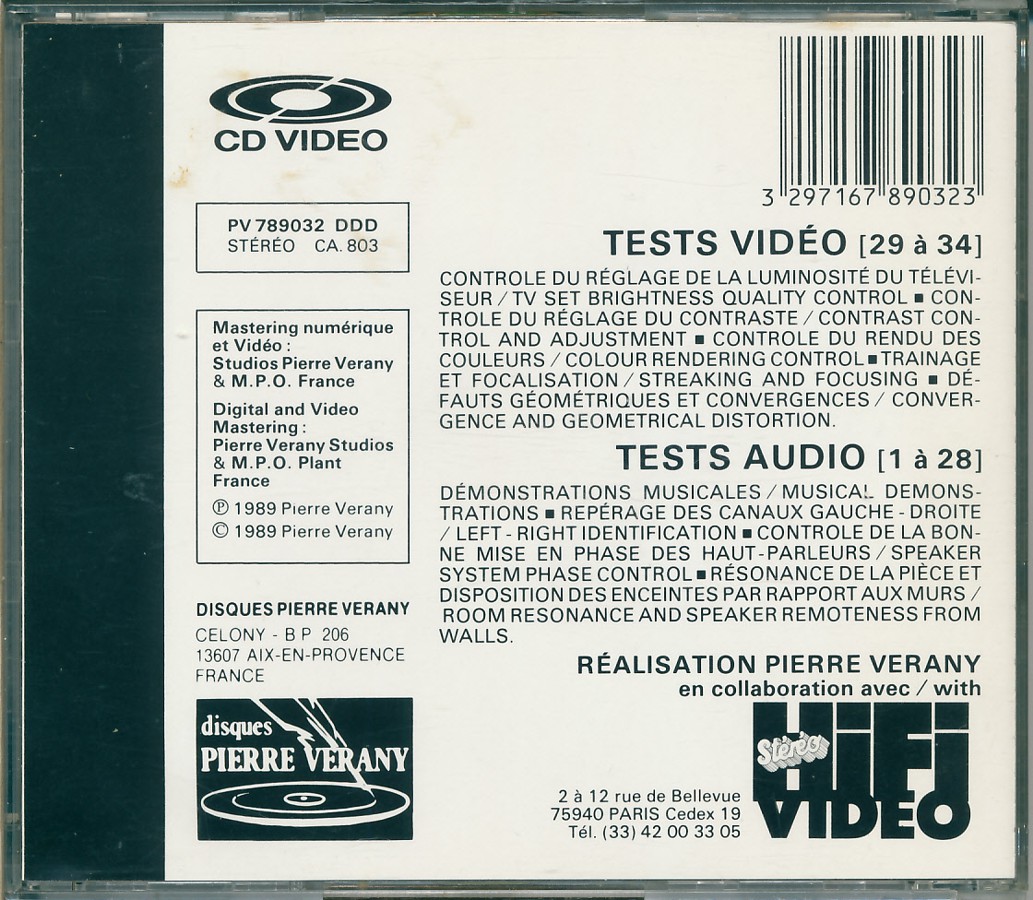 CD VIDEO
PV 789032 DDD
STÉRÉO CA. 803
Mastering numérique
et Vidéo :
Studios Pierre Verany
& M.P.O. France
Digital and Video
Mastering :
Pierre Verany Studios
& M.P.O. Plant
France
℗ 1989 Pierre Verany
© 1989 Pierre Verany
DISQUES PIERRE VERANY
CELONY - B P 206
13607 AIX-EN-PROVENCE
FRANCE
disques
PIERRE VERANY
3 297167 890323
TESTS VIDÉO [29 à 34]
CONTROLE DU RÉGLAGE DE LA LUMINOSITÉ DU TÉLÉVI-
SEUR / TV SET BRIGHTNESS QUALITY CONTROL ■ CON-
TROLE DU RÉGLAGE DU CONTRASTE / CONTRAST CON-
TROL AND ADJUSTMENT ■ CONTROLE DU RENDU DES
COULEURS / COLOUR RENDERING CONTROL ■ TRAINAGE
ET FOCALISATION / STREAKING AND FOCUSING ■ DÉ-
FAUTS GÉOMÉTRIQUES ET CONVERGENCES / CONVER-
GENCE AND GEOMETRICAL DISTORTION.
TESTS AUDIO [1 à 28]
DÉMONSTRATIONS MUSICALES / MUSICAL DEMONS-
TRATIONS ■ REPÉRAGE DES CANAUX GAUCHE - DROITE
/ LEFT - RIGHT IDENTIFICATION ■ CONTROLE DE LA BON-
NE MISE EN PHASE DES HAUT-PARLEURS / SPEAKER
SYSTEM PHASE CONTROL ■ RÉSONANCE DE LA PIÈCE ET
DISPOSITION DES ENCEINTES PAR RAPPORT AUX MURS /
ROOM RESONANCE AND SPEAKER REMOTENESS FROM
WALLS.
RÉALISATION PIERRE VERANY
en collaboration avec / with
HiFi
Stéréo
VIDEO
2 à 12 rue de Bellevue
75940 PARIS Cedex 19
Tél. (33) 42 00 33 05